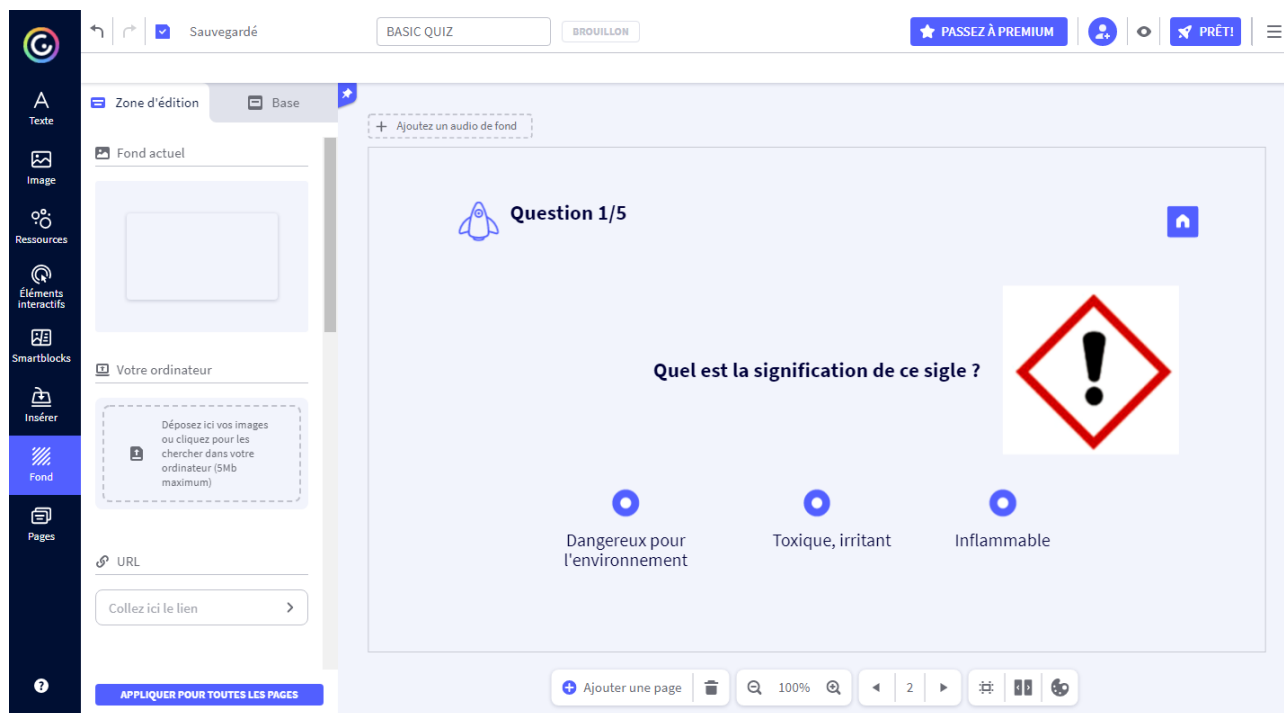 Sauvegardé
BASIC QUIZ
BROUILLON
PASSEZ À PREMIUM
PRÊT!
Texte
Image
Ressources
Éléments
interactifs
Smartblocks
Insérer
Fond
Pages
Zone d'édition
Base
Fond actuel
Votre ordinateur
Déposez ici vos images
ou cliquez pour les
chercher dans votre
ordinateur (5Mb
maximum)
URL
Collez ici le lien
APPLIQUER POUR TOUTES LES PAGES
Ajoutez un audio de fond
Question 1/5
Quel est la signification de ce sigle ?
Dangereux pour
l'environnement
Toxique, irritant
Inflammable
Ajouter une page
100%
2